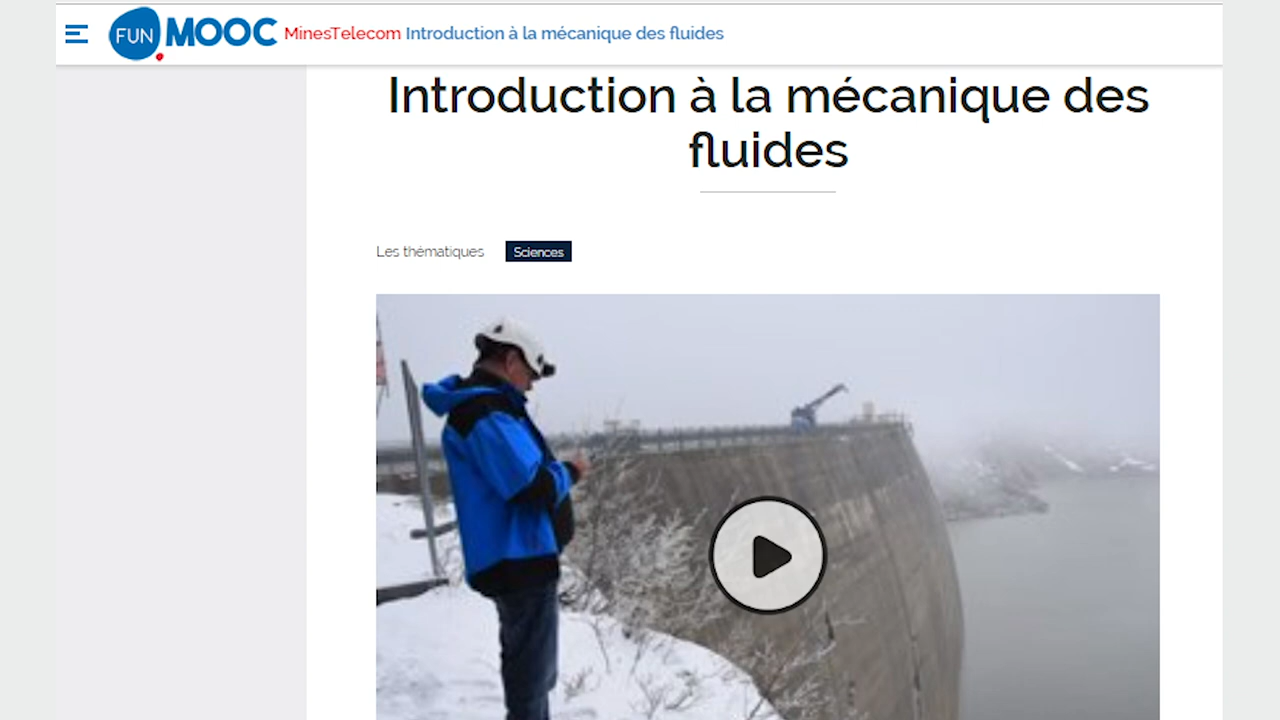 FUN MOOC MinesTelecom Introduction à la mécanique des fluides
Introduction à la mécanique des
fluides
Les thématiques Sciences